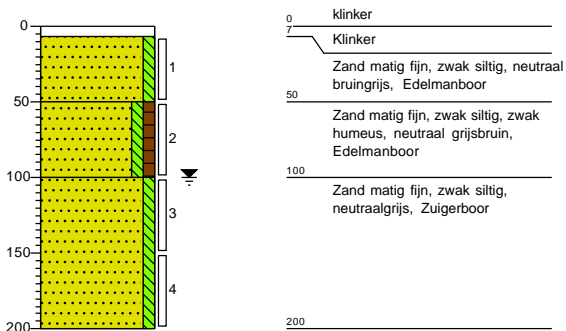 0
50
100
150
200
1
2
3
4
0
klinker
7
Klinker
Zand matig fijn, zwak siltig, neutraal
bruingrijs, Edelmanboor
50
Zand matig fijn, zwak siltig, zwak
humeus, neutraal grijsbruin,
Edelmanboor
100
Zand matig fijn, zwak siltig,
neutraalgrijs, Zuigerboor
200